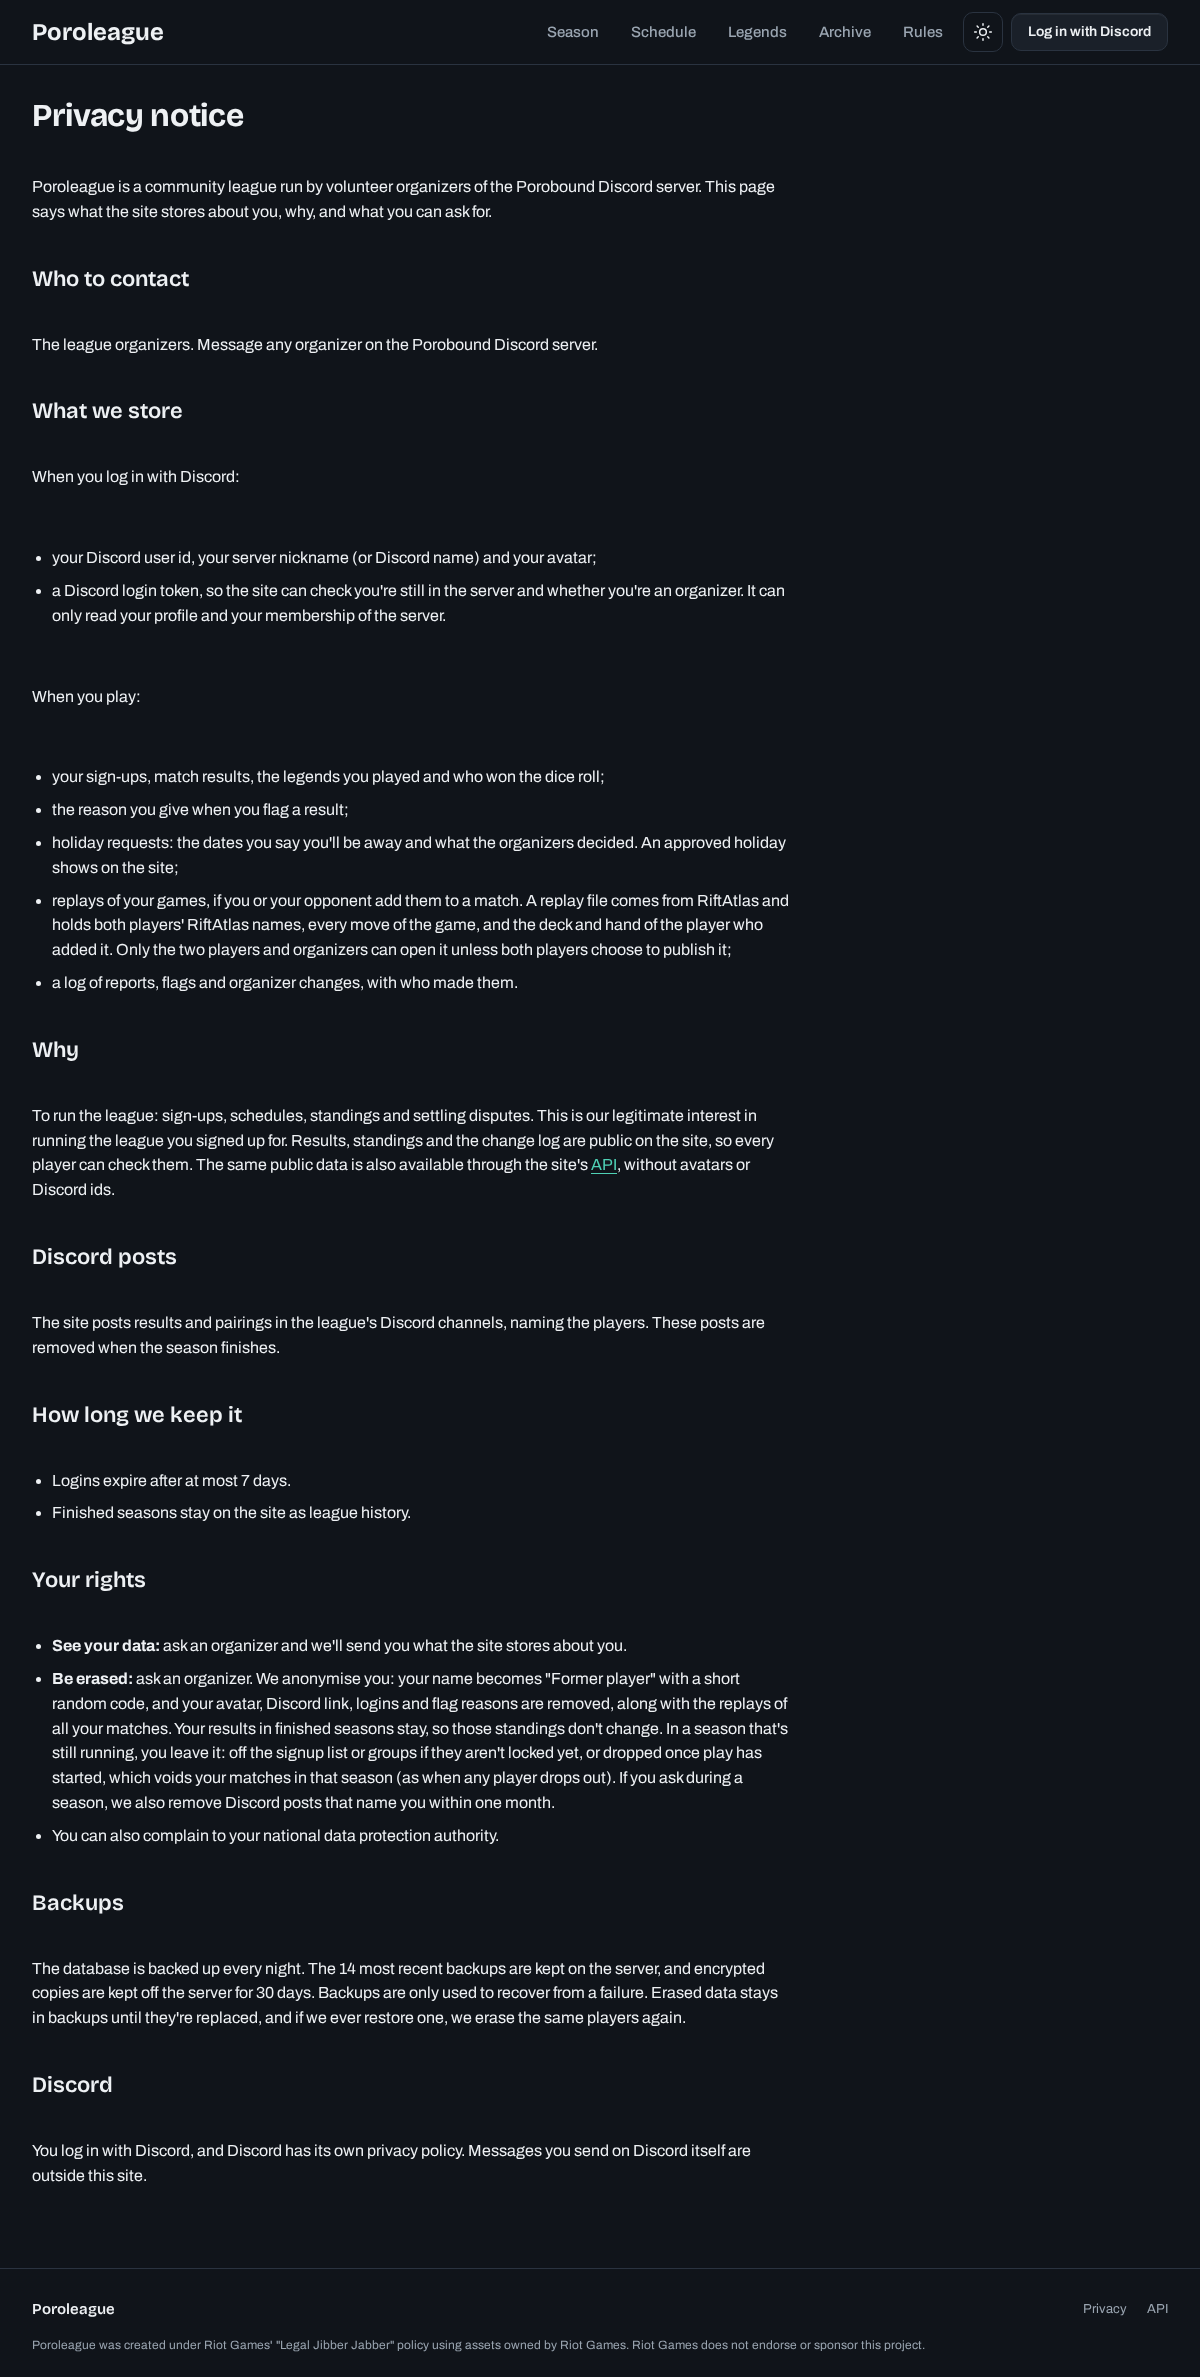 Poroleague
Season
Schedule
Legends
Archive
Rules
Log in with Discord
Privacy notice
Poroleague is a community league run by volunteer organizers of the Porobound Discord server. This page
says what the site stores about you, why, and what you can ask for.
Who to contact
The league organizers. Message any organizer on the Porobound Discord server.
What we store
When you log in with Discord:
• your Discord user id, your server nickname (or Discord name) and your avatar;
• a Discord login token, so the site can check you're still in the server and whether you're an organizer. It can
only read your profile and your membership of the server.
When you play:
• your sign-ups, match results, the legends you played and who won the dice roll;
• the reason you give when you flag a result;
• holiday requests: the dates you say you'll be away and what the organizers decided. An approved holiday
shows on the site;
• replays of your games, if you or your opponent add them to a match. A replay file comes from RiftAtlas and
holds both players' RiftAtlas names, every move of the game, and the deck and hand of the player who
added it. Only the two players and organizers can open it unless both players choose to publish it;
• a log of reports, flags and organizer changes, with who made them.
Why
To run the league: sign-ups, schedules, standings and settling disputes. This is our legitimate interest in
running the league you signed up for. Results, standings and the change log are public on the site, so every
player can check them. The same public data is also available through the site's API, without avatars or
Discord ids.
Discord posts
The site posts results and pairings in the league's Discord channels, naming the players. These posts are
removed when the season finishes.
How long we keep it
• Logins expire after at most 7 days.
• Finished seasons stay on the site as league history.
Your rights
• See your data: ask an organizer and we'll send you what the site stores about you.
• Be erased: ask an organizer. We anonymise you: your name becomes "Former player" with a short
random code, and your avatar, Discord link, logins and flag reasons are removed, along with the replays of
all your matches. Your results in finished seasons stay, so those standings don't change. In a season that's
still running, you leave it: off the signup list or groups if they aren't locked yet, or dropped once play has
started, which voids your matches in that season (as when any player drops out). If you ask during a
season, we also remove Discord posts that name you within one month.
• You can also complain to your national data protection authority.
Backups
The database is backed up every night. The 14 most recent backups are kept on the server, and encrypted
copies are kept off the server for 30 days. Backups are only used to recover from a failure. Erased data stays
in backups until they're replaced, and if we ever restore one, we erase the same players again.
Discord
You log in with Discord, and Discord has its own privacy policy. Messages you send on Discord itself are
outside this site.
Poroleague
Privacy
API
Poroleague was created under Riot Games' "Legal Jibber Jabber" policy using assets owned by Riot Games. Riot Games does not endorse or sponsor this project.